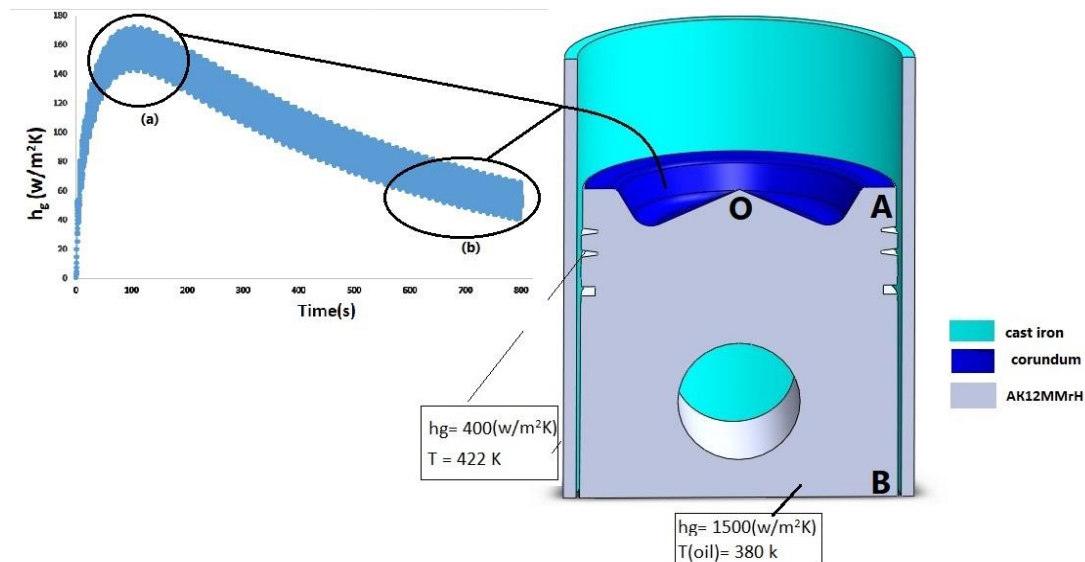 180
160
140
120
100
80
60
40
20
0
h_g (w/m²K)
0
100
200
300
400
500
600
700
800
Time(s)
(a)
(b)
O
A
B
hg= 400(w/m²K)
T = 422 K
hg= 1500(w/m²K)
T(oil)= 380 k
cast iron
corundum
AK12MMrH